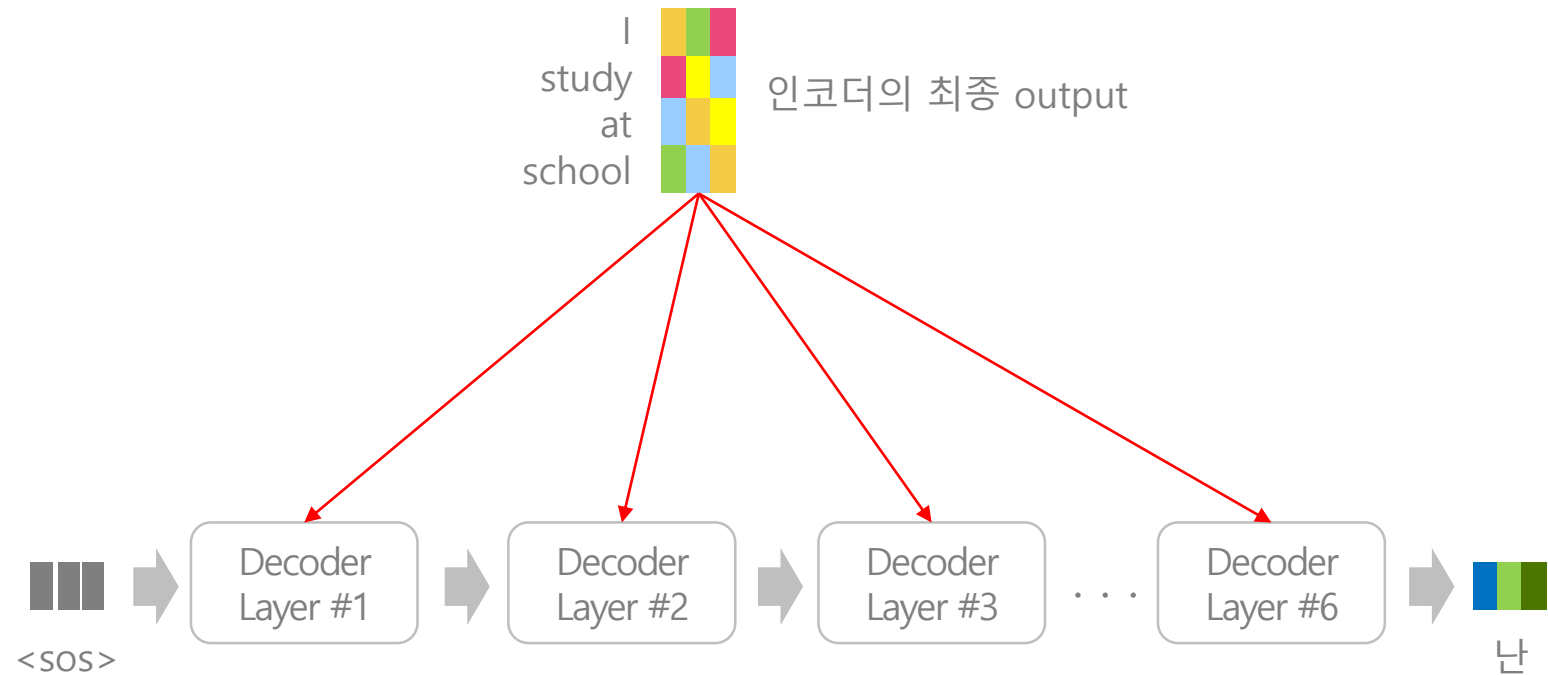 I
study
at
school
인코더의 최종 output
Decoder
Layer #1
Decoder
Layer #2
Decoder
Layer #3
. . .
Decoder
Layer #6
<sos>
난